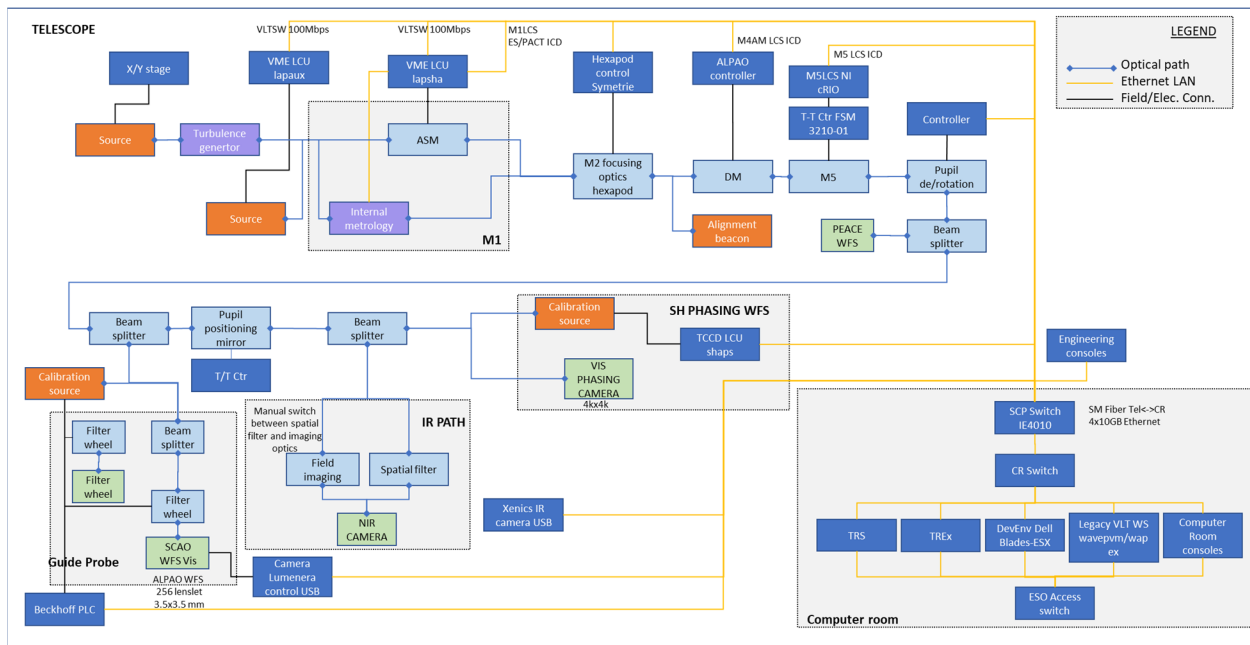 TELESCOPE
VLTSW 100Mbps
VLTSW 100Mbps
M1LCS
ES/PACT ICD
M4AM LCS ICD
M5 LCS ICD
LEGEND
Optical path
Ethernet LAN
Field/Elec. Conn.
X/Y stage
VME LCU
lapaux
VME LCU
lapsha
Hexapod
control
Symetrie
ALPAO
controller
M5LCS NI
cRIO
T-T Ctr FSM
3210-01
Controller
Source
Turbulence
genertor
ASM
M2 focusing
optics
hexapod
DM
M5
Pupil
de/rotation
Source
Internal
metrology
M1
Alignment
beacon
PEACE
WFS
Beam
splitter
Beam
splitter
Pupil
positioning
mirror
Beam
splitter
Calibration
source
SH PHASING WFS
TCCD LCU
shaps
T/T Ctr
VIS
PHASING
CAMERA
4kx4k
Engineering
consoles
Calibration
source
Filter
wheel
Beam
splitter
Filter
wheel
Filter
wheel
SCAO
WFS Vis
Guide Probe
ALPAO WFS
256 lenslet
3.5x3.5 mm
Beckhoff PLC
Manual switch
between spatial
filter and imaging
optics
IR PATH
Field
imaging
Spatial filter
NIR
CAMERA
Xenics IR
camera USB
Camera
Lumenera
control USB
SCP Switch
IE4010
SM Fiber Tel<->CR
4x10GB Ethernet
CR Switch
TRS
TREx
DevEnv Dell
Blades-ESX
Legacy VLT WS
wavepvm/wap
ex
Computer
Room
consoles
ESO Access
switch
Computer room